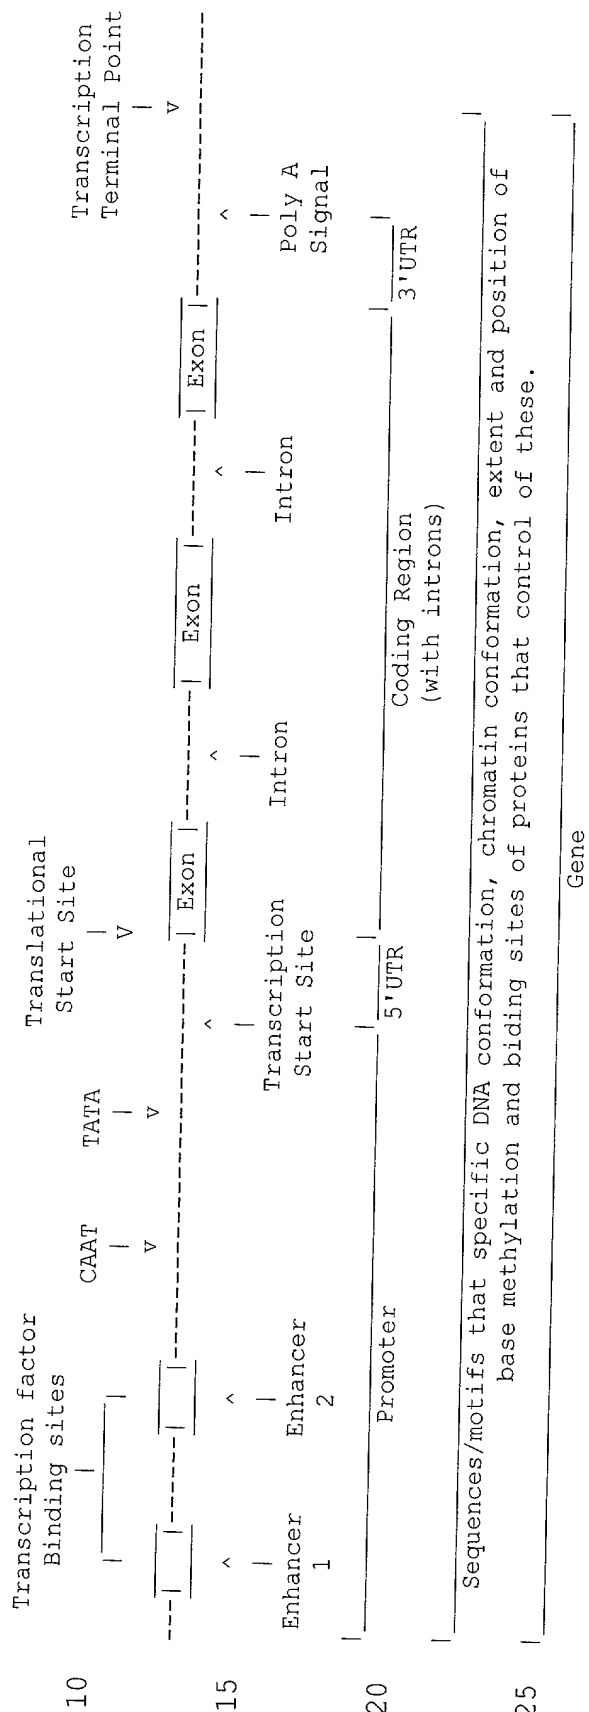 Transcription factor
Binding sites
CAAT
TATA
Translational
Start Site
Transcription
Terminal Point
10
Exon
Exon
Exon
15
Enhancer
1
Enhancer
2
Transcription
Start Site
Intron
Intron
Poly A
Signal
20
Promoter
5'UTR
Coding Region
(with introns)
3'UTR
Sequences/motifs that specific DNA conformation, chromatin conformation, extent and position of
base methylation and biding sites of proteins that control of these.
25
Gene